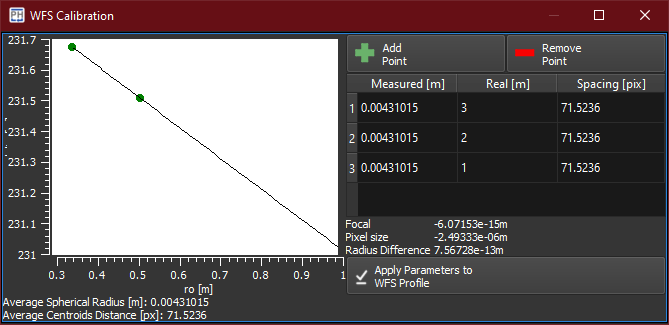 WFS Calibration
231.7
231.5
231.4
231.3
231.2
231.1
231
0.3 0.4 0.5 0.6 0.7 0.8 0.9 1
ro [m]
Average Spherical Radius [m]: 0.00431015
Average Centroids Distance [px]: 71.5236
Add
Point
Remove
Point
Measured [m] Real [m] Spacing [pix]
1 0.00431015 3 71.5236
2 0.00431015 2 71.5236
3 0.00431015 1 71.5236
Focal -6.07153e-15m
Pixel size -2.49333e-06m
Radius Difference 7.56728e-13m
Apply Parameters to
WFS Profile